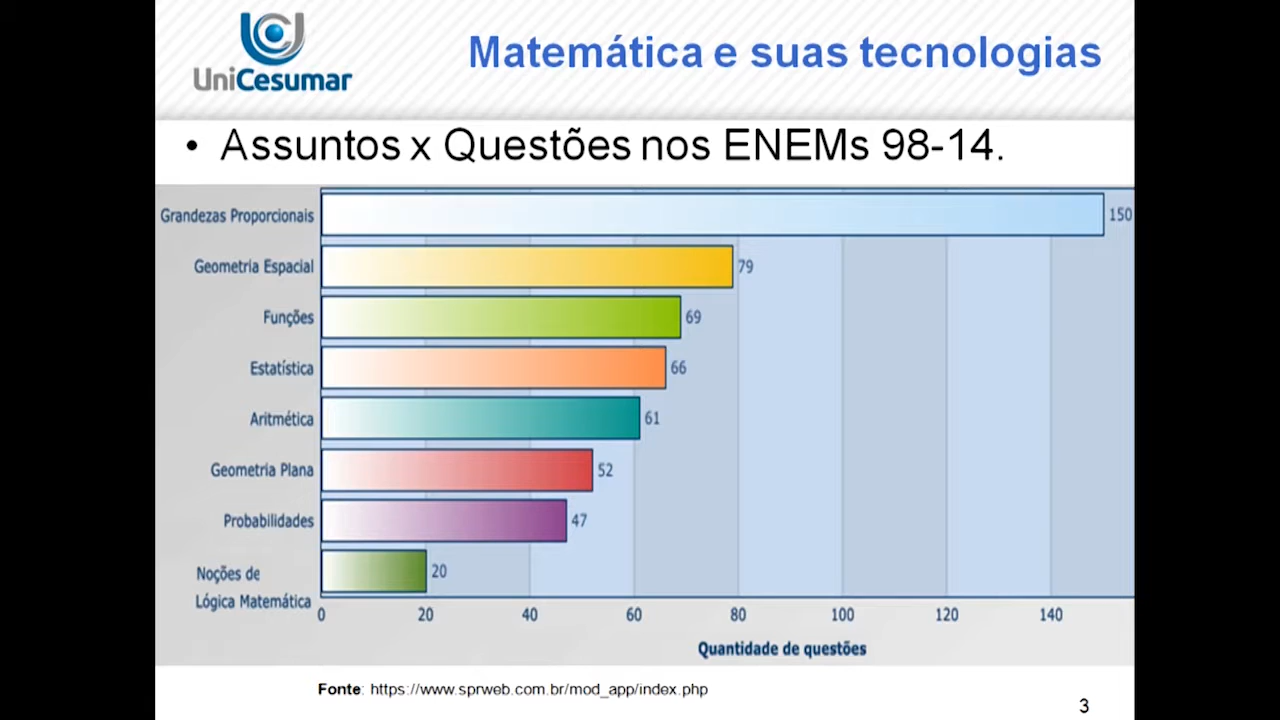 UniCesumar
Matemática e suas tecnologias
• Assuntos x Questões nos ENEMs 98-14.
Grandezas Proporcionais 150
Geometria Espacial 79
Funções 69
Estatística 66
Aritmética 61
Geometria Plana 52
Probabilidades 47
Noções de
Lógica Matemática 20
0 20 40 60 80 100 120 140
Quantidade de questões
Fonte: https://www.sprweb.com.br/mod_app/index.php
3